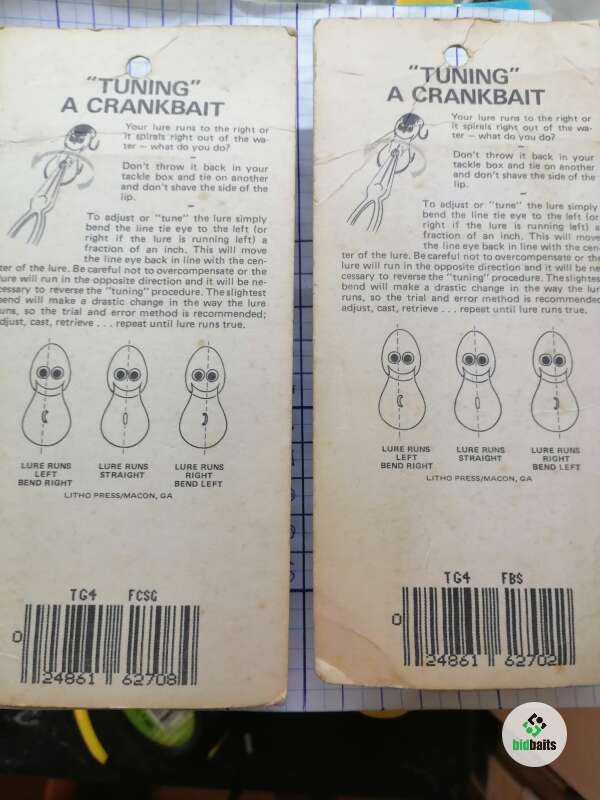 "TUNING"
A CRANKBAIT
Your lure runs to the right or
it spirals right out of the wa-
ter — what do you do?
Don't throw it back in your
tackle box and tie on another
and don't shave the side of the
lip.
To adjust or "tune" the lure simply
bend the line tie eye to the left (or
right if the lure is running left) a
fraction of an inch. This will move
the line eye back in line with the cen-
ter of the lure. Be careful not to overcompensate or the
lure will run in the opposite direction and it will be ne-
cessary to reverse the "tuning" procedure. The slightest
bend will make a drastic change in the way the lure
runs, so the trial and error method is recommended;
adjust, cast, retrieve . . . repeat until lure runs true.
LURE RUNS
LEFT
BEND RIGHT
LURE RUNS
STRAIGHT
LURE RUNS
RIGHT
BEND LEFT
LITHO PRESS/MACON, GA
TG4 FCSG
0 24861 62708
"TUNING"
A CRANKBAIT
Your lure runs to the right or
it spirals right out of the wa-
ter — what do you do?
Don't throw it back in your
tackle box and tie on another
and don't shave the side of the
lip.
To adjust or "tune" the lure simply
bend the line tie eye to the left (or
right if the lure is running left) a
fraction of an inch. This will move
the line eye back in line with the cen-
ter of the lure. Be careful not to overcompensate or the
lure will run in the opposite direction and it will be ne-
cessary to reverse the "tuning" procedure. The slightest
bend will make a drastic change in the way the lure
runs, so the trial and error method is recommended
adjust, cast, retrieve . . . repeat until lure runs true.
LURE RUNS
LEFT
BEND RIGHT
LURE RUNS
STRAIGHT
LURE RUNS
RIGHT
BEND LEFT
LITHO PRESS/MACON, GA
TG4 FBS
0 24861 62702
bidbaits